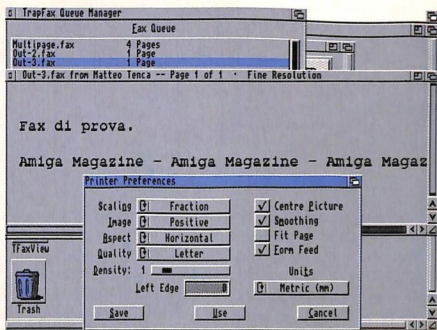 TrapFax Queue Manager
Fax Queue
Multipage.fax 4 Pages
Out-2.fax 1 Page
Out-3.fax 1 Page
Out-3.fax from Matteo Tenca -- Page 1 of 1 · Fine Resolution
Fax di prova.
Amiga Magazine - Amiga Magazine - Amiga Magaz
Printer Preferences
Scaling Fraction
Image Positive
Aspect Horizontal
Quality Letter
Density: 1
Left Edge 0
Centre Picture
Smoothing
Fit Page
Form Feed
Units
Metric (mm)
Save Use Cancel
TFaxView
Trash